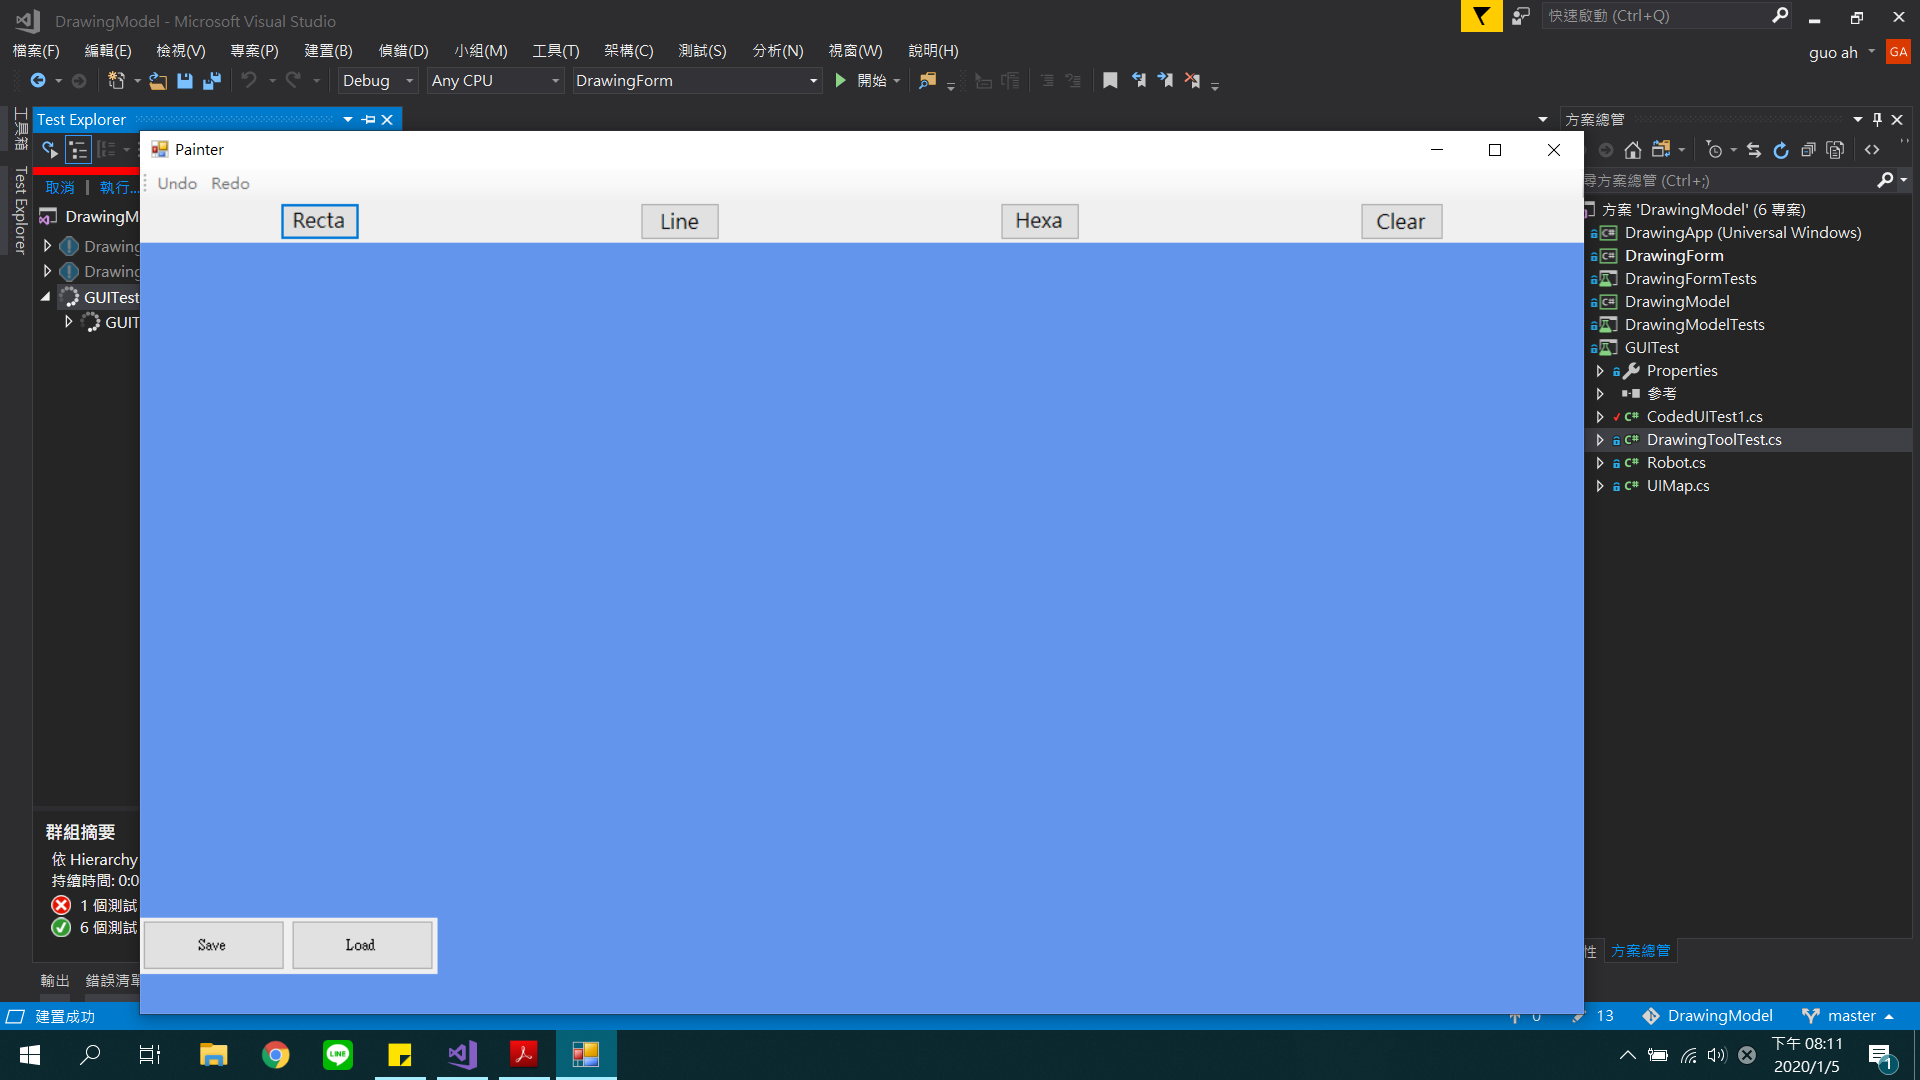 DrawingModel - Microsoft Visual Studio
快速啟動 (Ctrl+Q)
檔案(F) 編輯(E) 檢視(V) 專案(P) 建置(B) 偵錯(D) 小組(M) 工具(T) 架構(C) 測試(S) 分析(N) 視窗(W) 說明(H)
guo ah GA
Debug Any CPU DrawingForm 開始
工具箱
Test Explorer
Test Explorer
取消 執行...
DrawingM
Drawing
Drawing
GUITest
GUIT
群組摘要
依 Hierarchy
持續時間: 0:0
1 個測試
6 個測試
輸出 錯誤清單
Painter
Undo Redo
Recta Line Hexa Clear
Save Load
方案總管
尋方案總管 (Ctrl+;)
方案 'DrawingModel' (6 專案)
DrawingApp (Universal Windows)
DrawingForm
DrawingFormTests
DrawingModel
DrawingModelTests
GUITest
Properties
參考
CodedUITest1.cs
DrawingToolTest.cs
Robot.cs
UIMap.cs
性 方案總管
建置成功
0 13 DrawingModel master
LINE
下午 08:11
2020/1/5
1